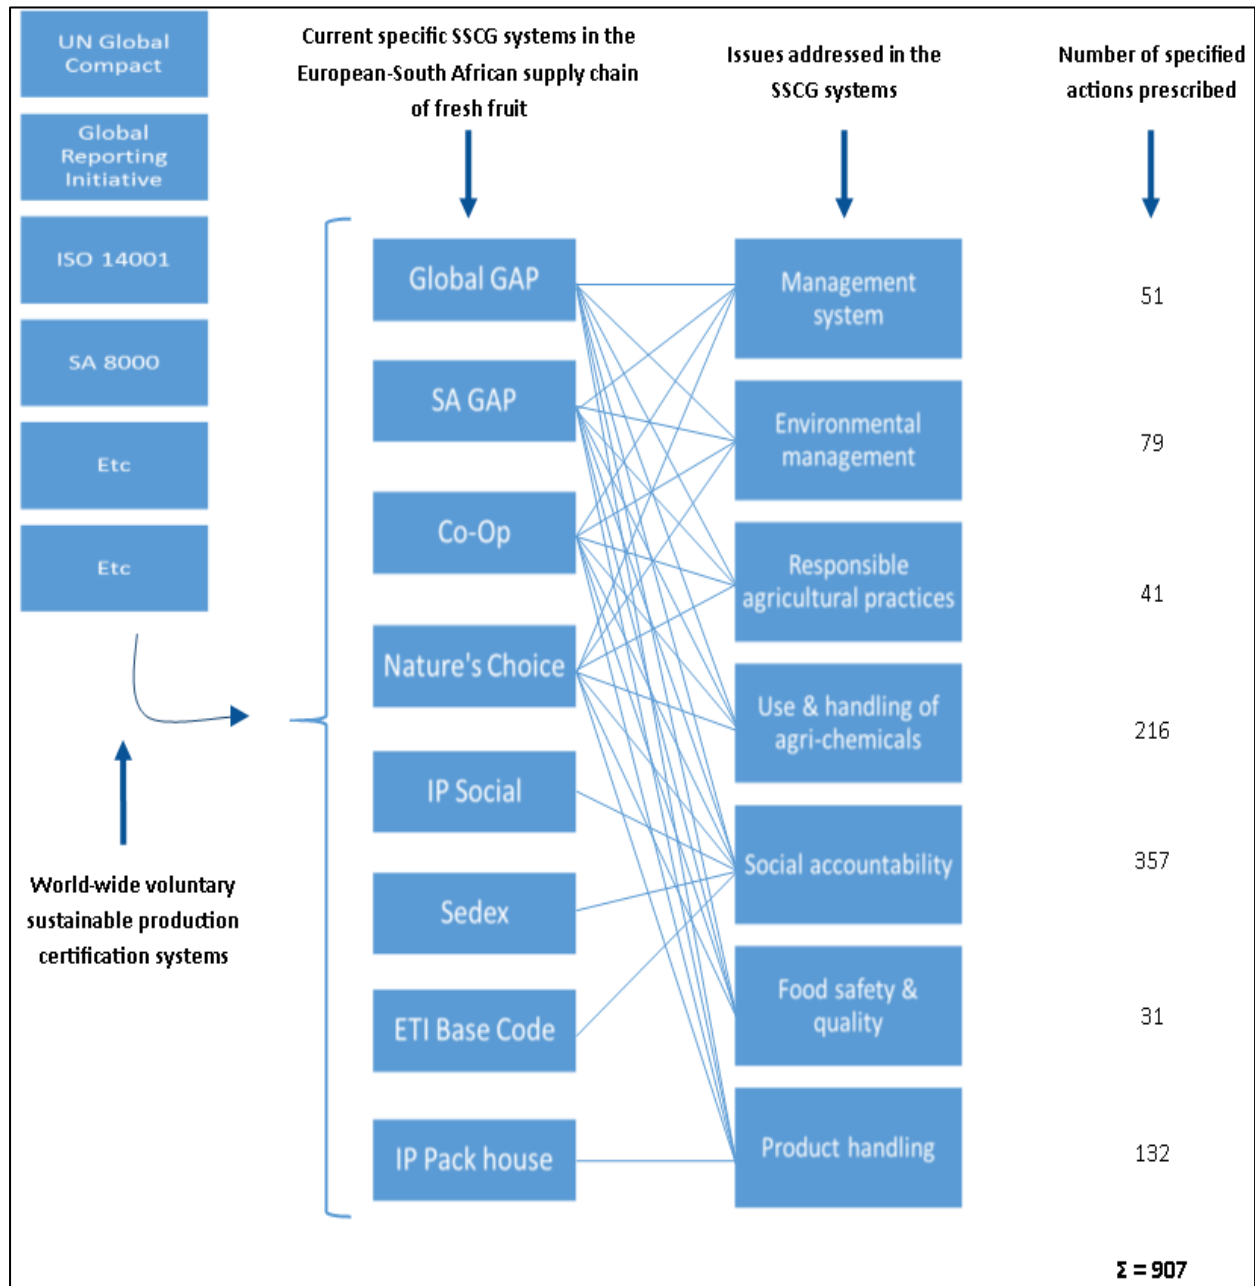 UN Global
Compact
Global
Reporting
Initiative
ISO 14001
SA 8000
Etc
Etc
World-wide voluntary
sustainable production
certification systems
Current specific SSCG systems in the
European-South African supply chain
of fresh fruit
Global GAP
SA GAP
Co-Op
Nature's Choice
IP Social
Sedex
ETI Base Code
IP Pack house
Issues addressed in the
SSCG systems
Management
system
Environmental
management
Responsible
agricultural practices
Use & handling of
agri-chemicals
Social accountability
Food safety &
quality
Product handling
Number of specified
actions prescribed
51
79
41
216
357
31
132
Σ = 907